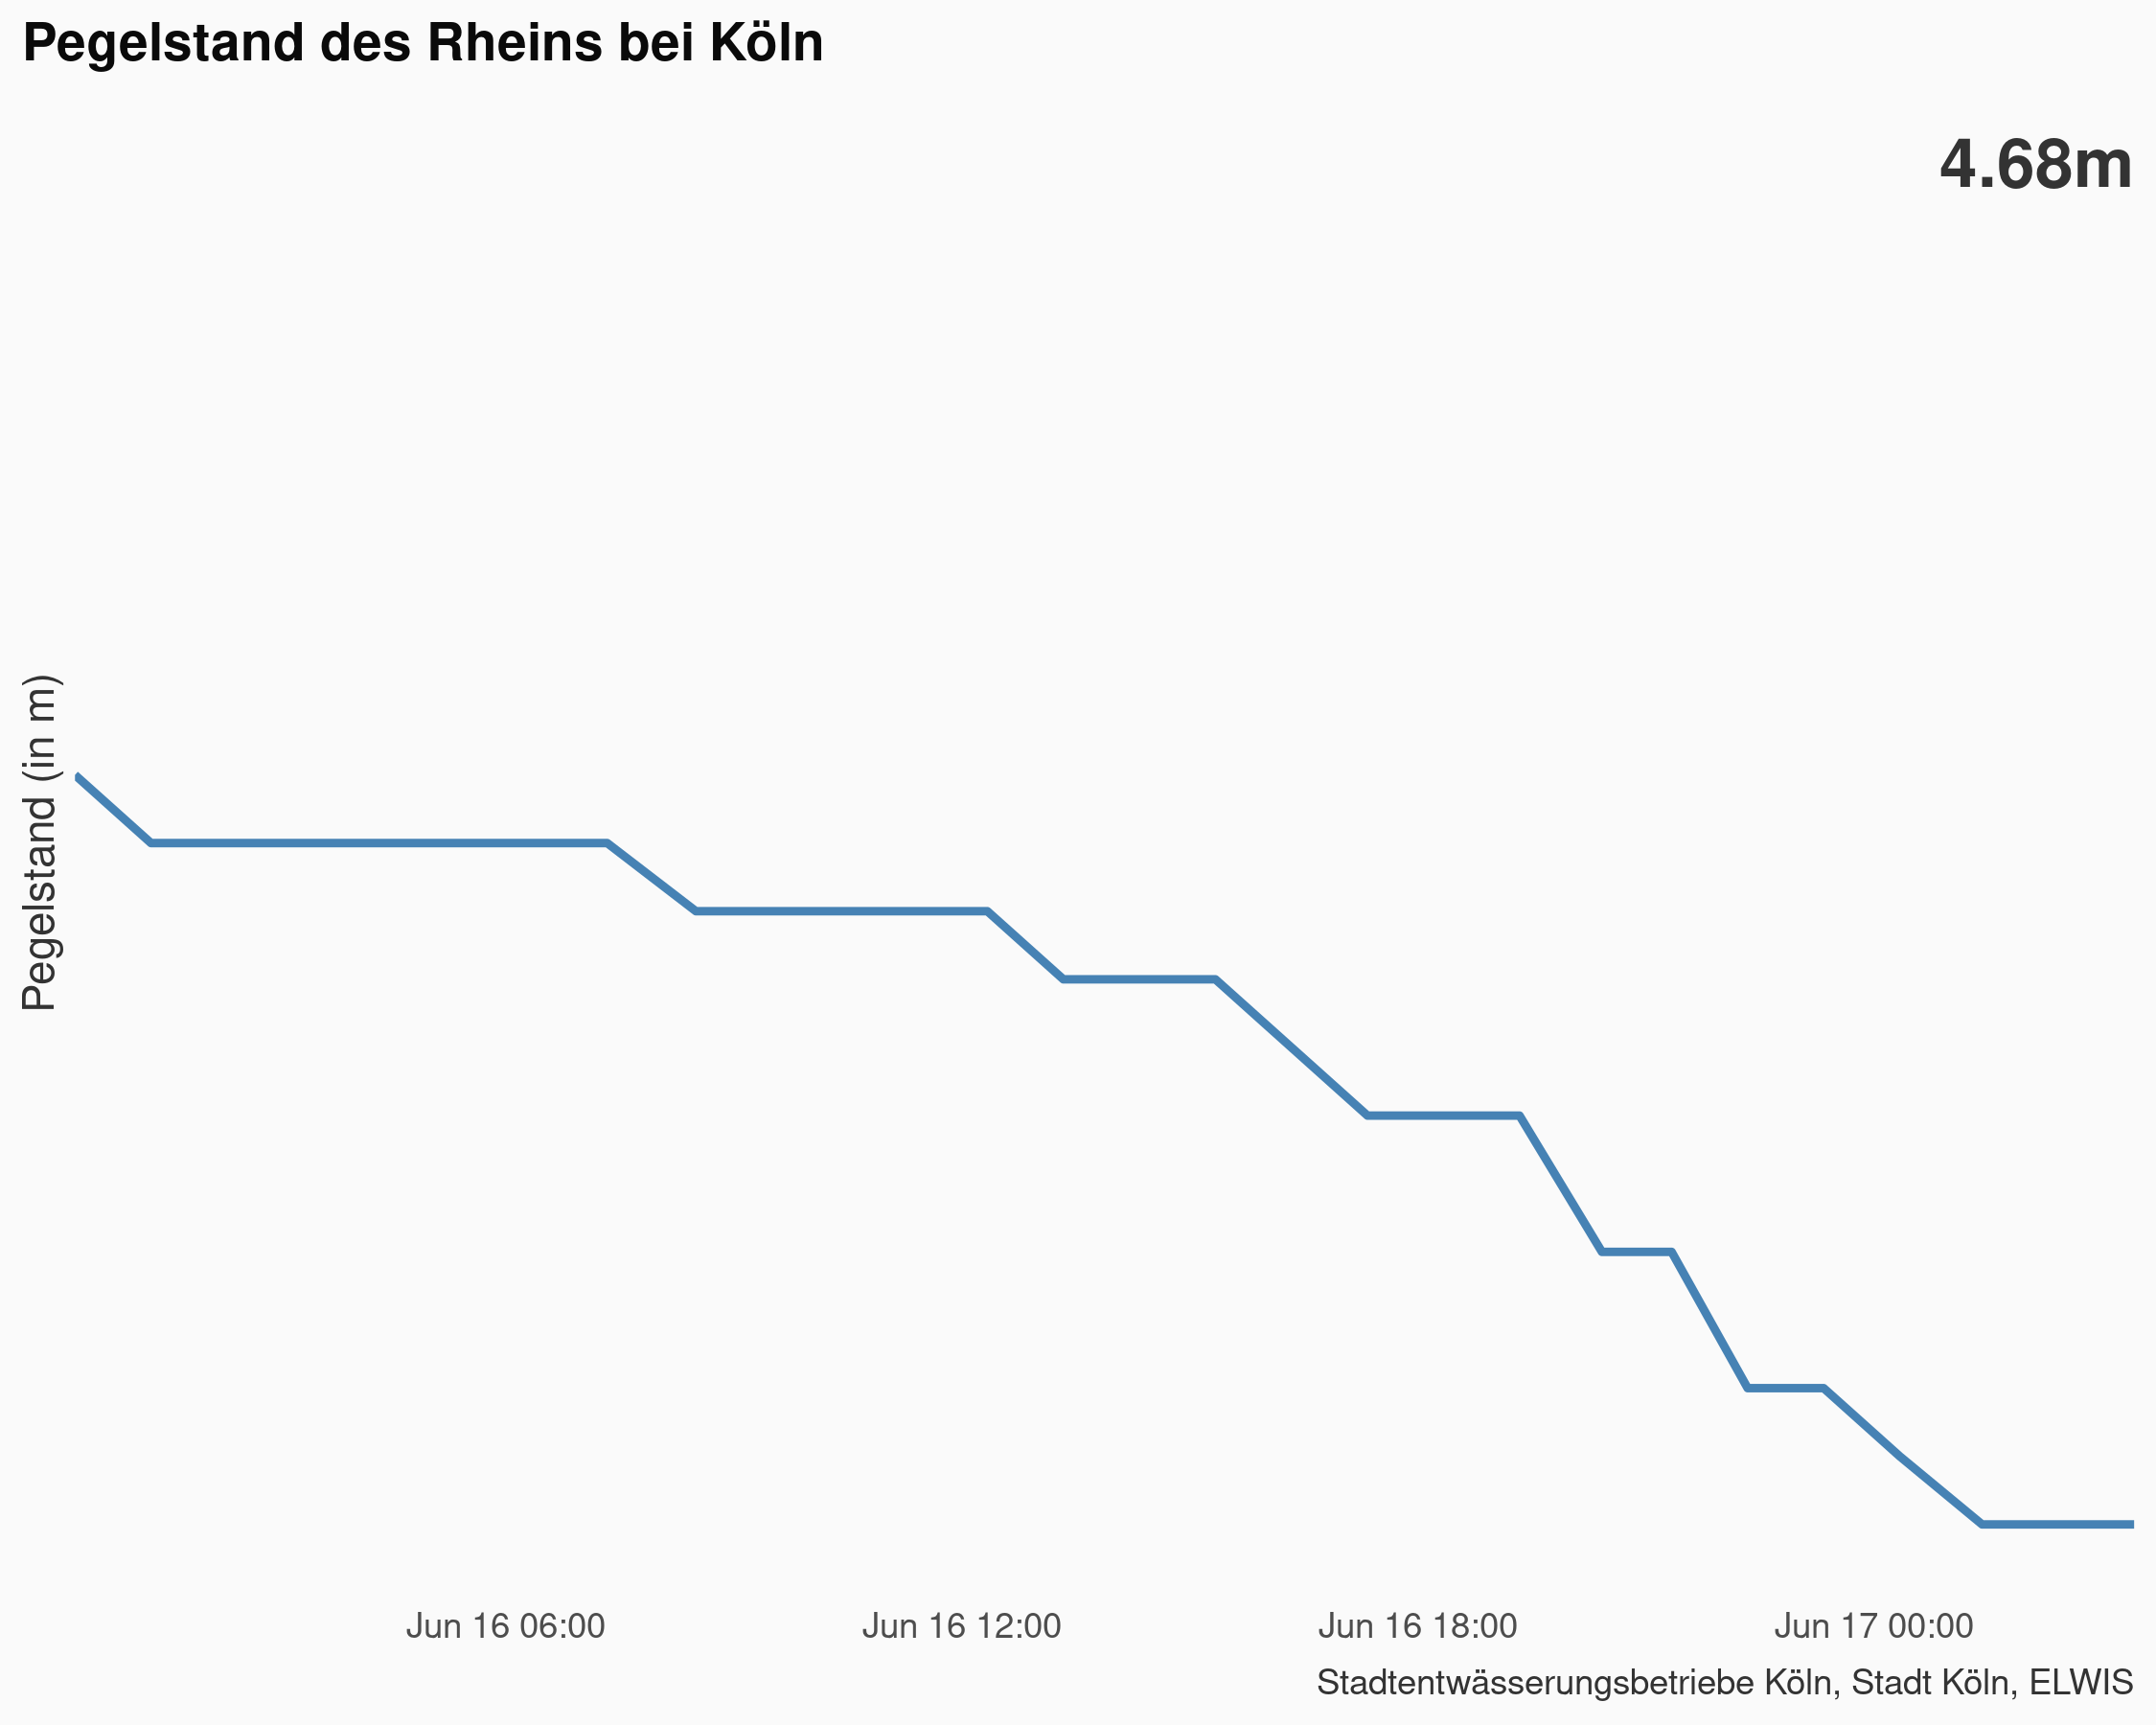 Pegelstand des Rheins bei Köln
4.68m
Pegelstand (in m)
Jun 16 06:00 Jun 16 12:00 Jun 16 18:00 Jun 17 00:00
Stadtentwässerungsbetriebe Köln, Stadt Köln, ELWIS